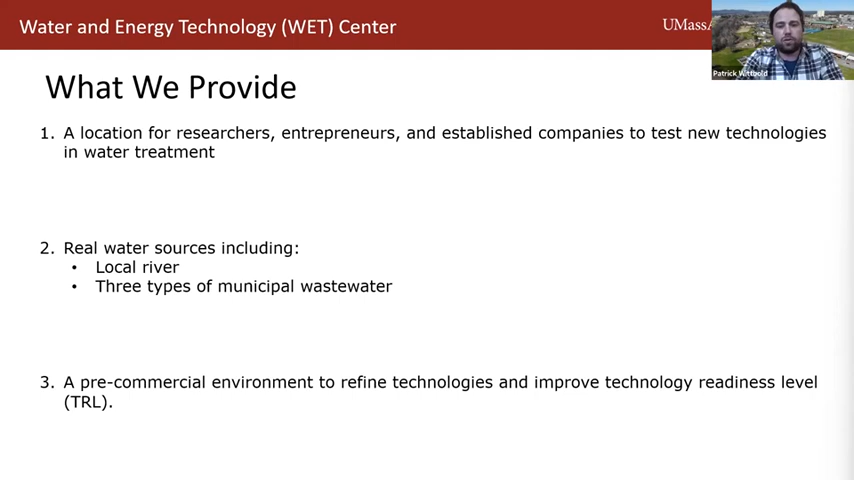 Water and Energy Technology (WET) Center
UMassA
Patrick Wittbold
What We Provide
1. A location for researchers, entrepreneurs, and established companies to test new technologies
in water treatment
2. Real water sources including:
• Local river
• Three types of municipal wastewater
3. A pre-commercial environment to refine technologies and improve technology readiness level
(TRL).